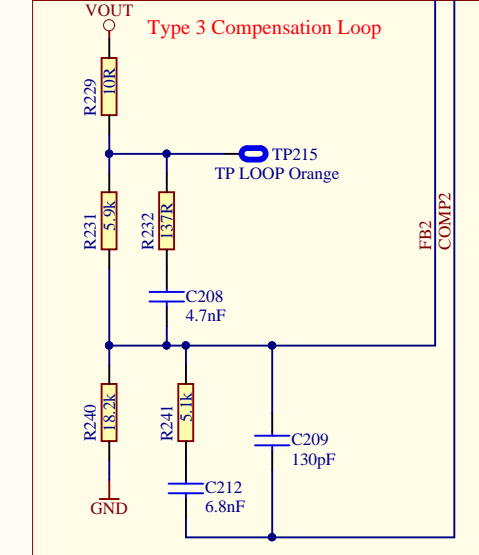 VOUT
Type 3 Compensation Loop
R229
10R
TP215
TP LOOP Orange
R231
5.9k
R232
137R
FB2
COMP2
C208
4.7nF
R240
18.2k
R241
5.1k
C209
130pF
C212
6.8nF
GND